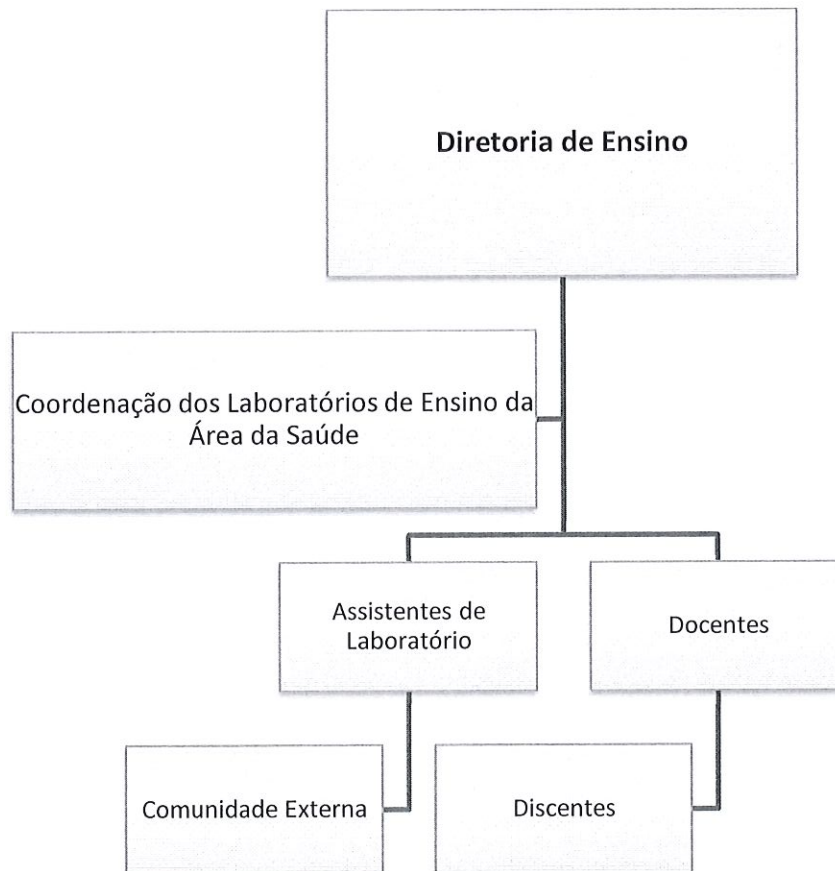 Diretoria de Ensino
Coordenação dos Laboratórios de Ensino da
Área da Saúde
Assistentes de
Laboratório
Docentes
Comunidade Externa
Discentes